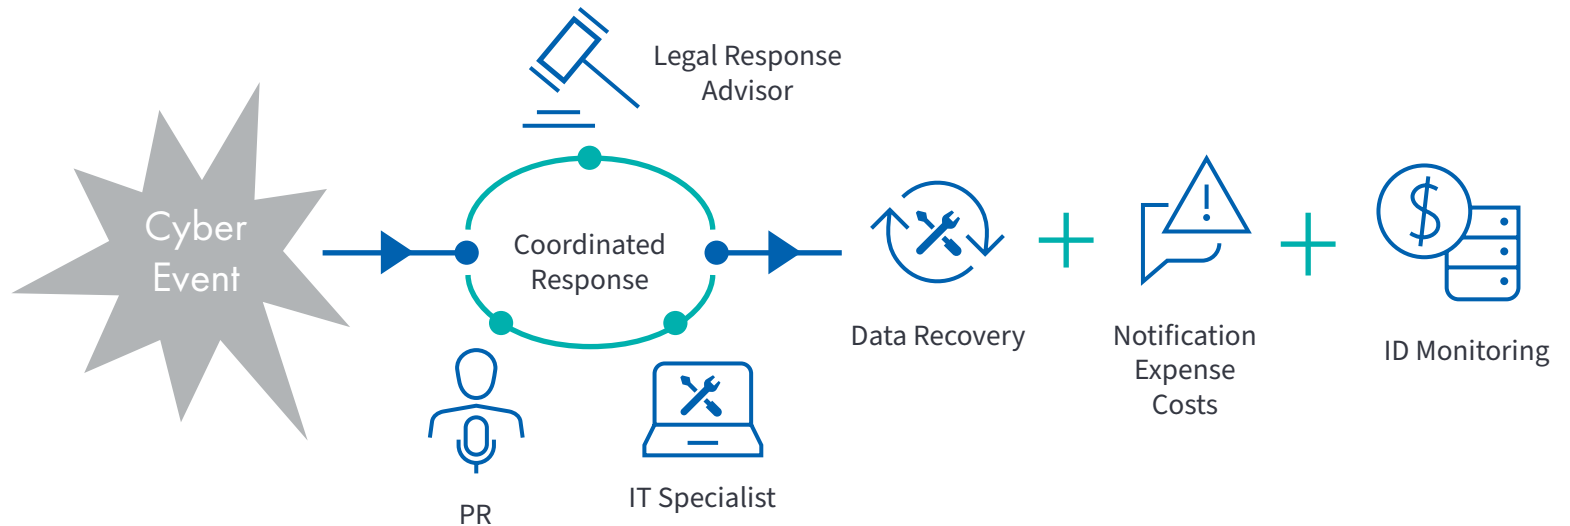 Legal Response
Advisor
Cyber
Event
Coordinated
Response
Data Recovery
Notification
Expense
Costs
ID Monitoring
PR
IT Specialist